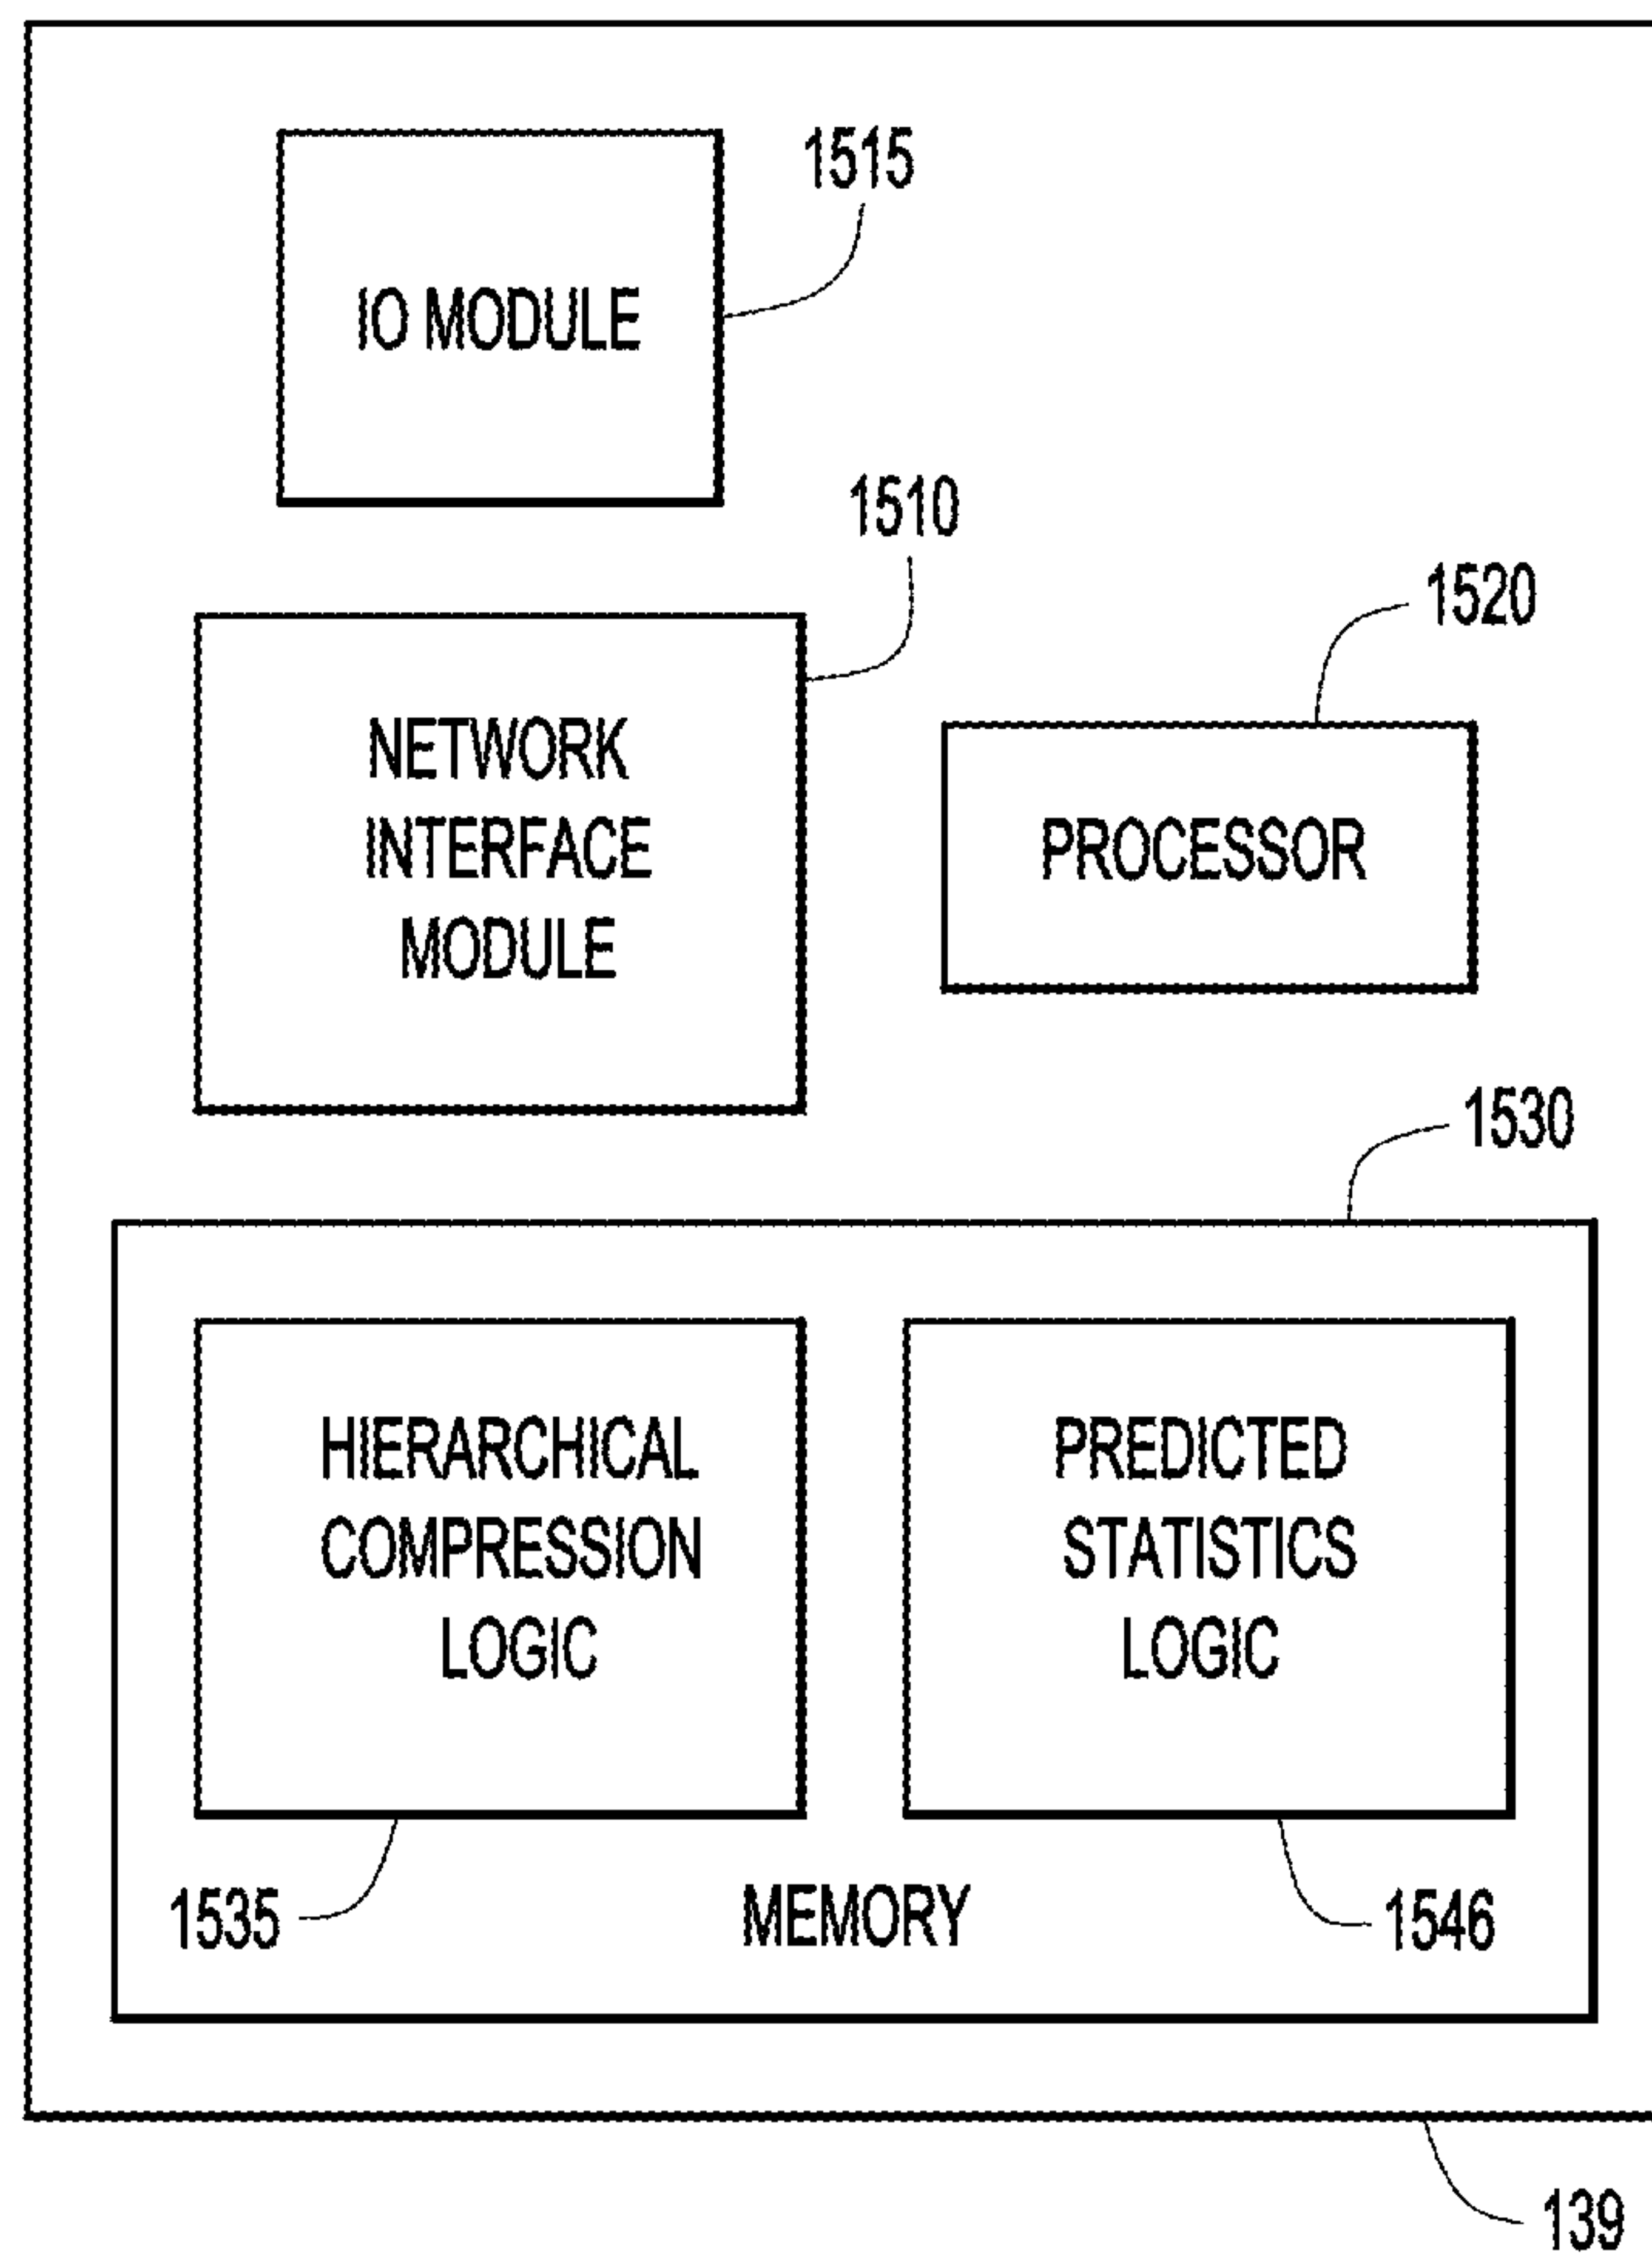 1515
IO MODULE
1510
1520
NETWORK
INTERFACE
MODULE
PROCESSOR
1530
HIERARCHICAL
COMPRESSION
LOGIC
PREDICTED
STATISTICS
LOGIC
1535
MEMORY
1546
139